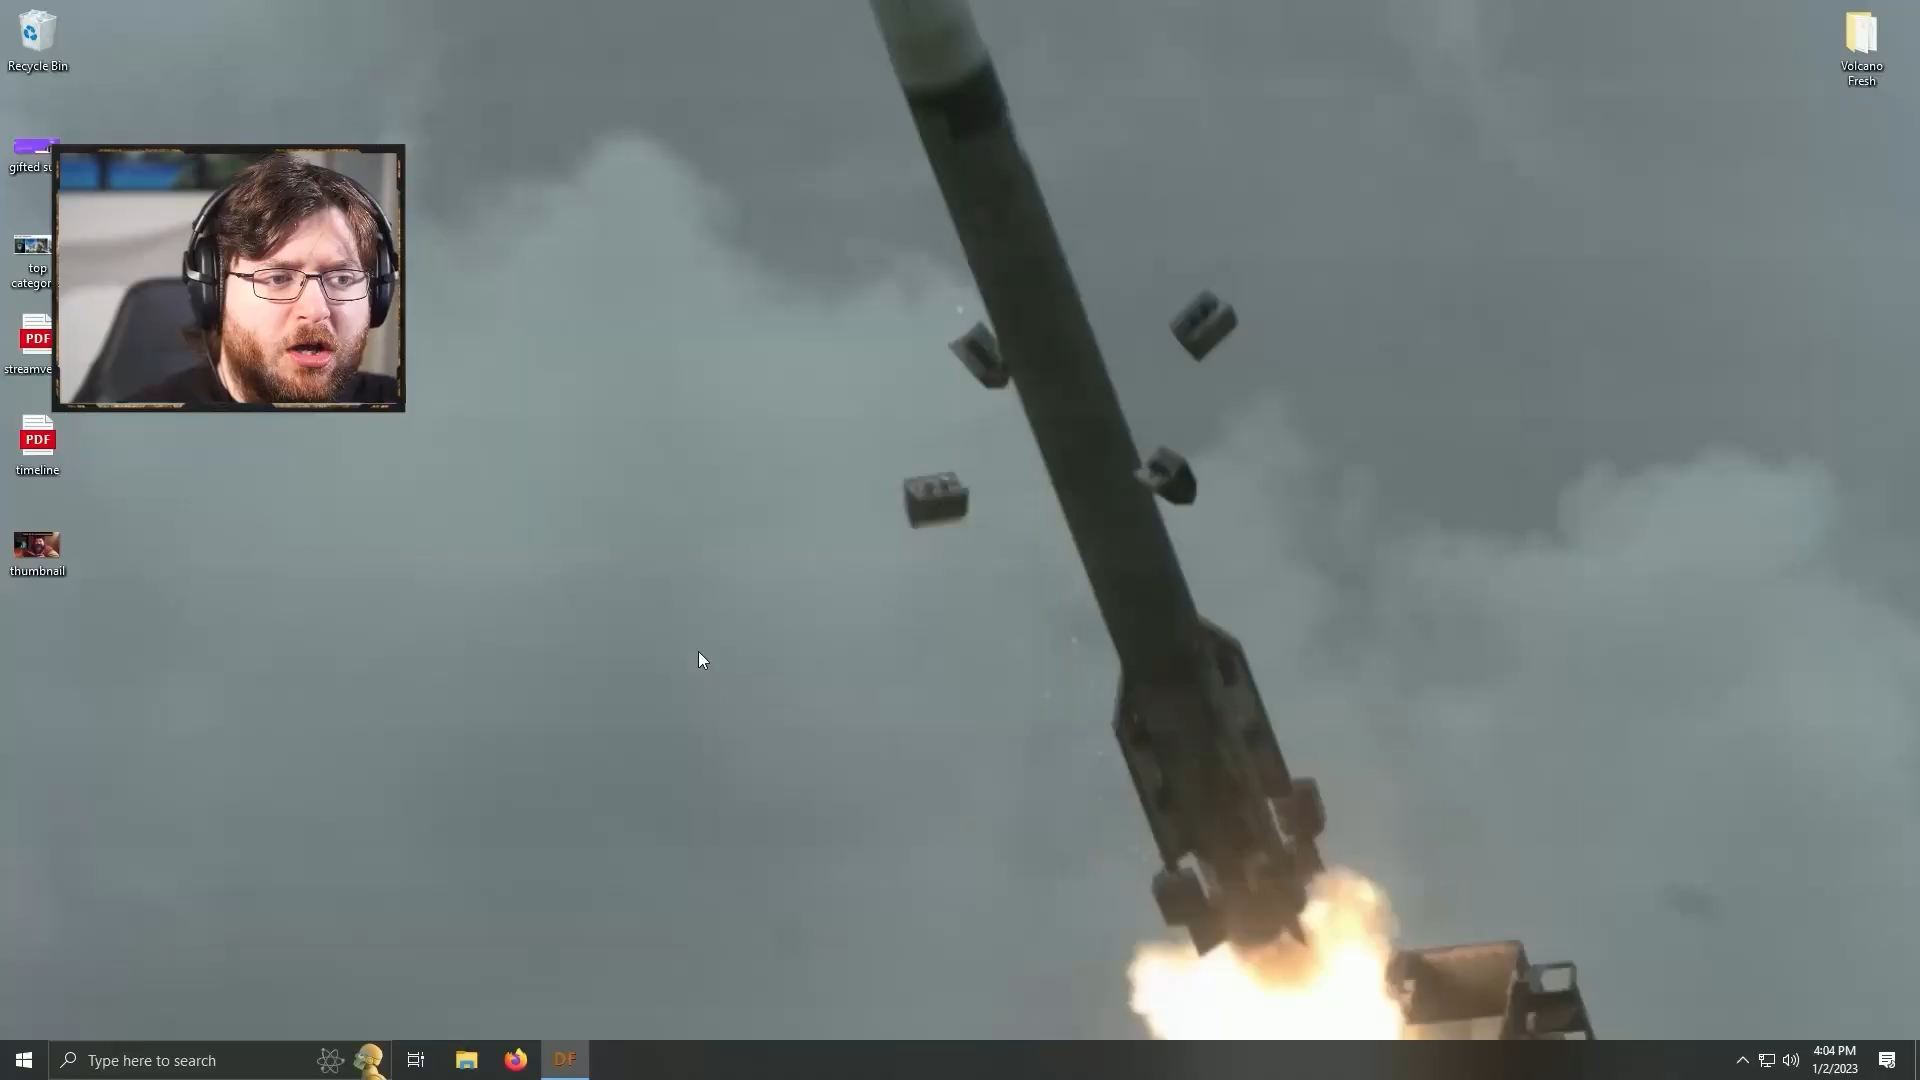 Recycle Bin
Volcano
Fresh
gifted su
top
categor
PDF
streamve
PDF
timeline
thumbnail
Type here to search
DF
4:04 PM
1/2/2023